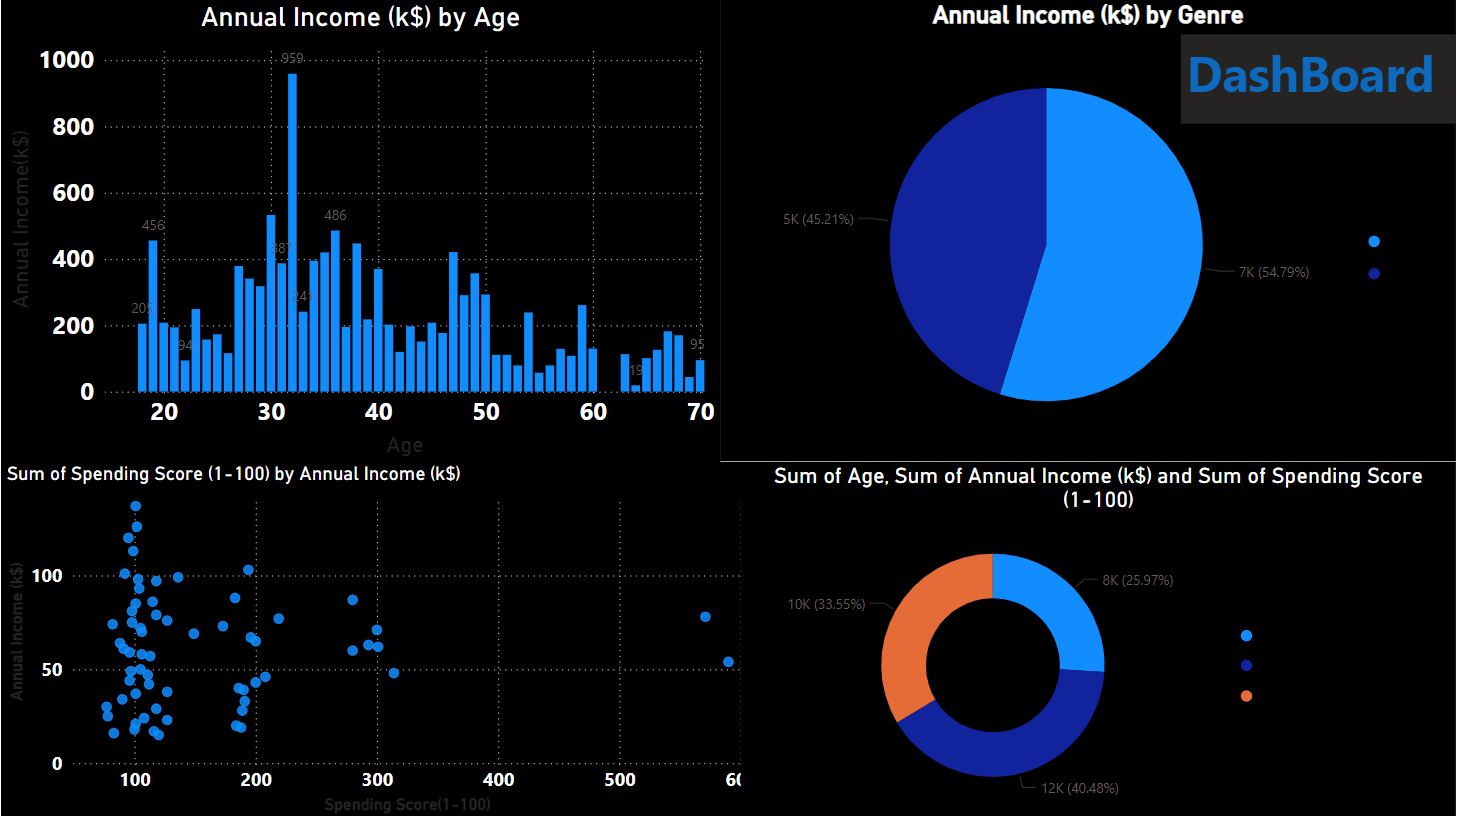 Annual Income (k$) by Age
Annual Income(k$)
1000
800
600
400
200
0
205
456
94
387
959
241
486
19
95
20 30 40 50 60 70
Age
Annual Income (k$) by Genre
DashBoard
5K (45.21%)
7K (54.79%)
Sum of Spending Score (1-100) by Annual Income (k$)
Annual Income (k$)
100
50
0
100 200 300 400 500
Spending Score(1-100)
Sum of Age, Sum of Annual Income (k$) and Sum of Spending Score
(1-100)
8K (25.97%)
10K (33.55%)
12K (40.48%)